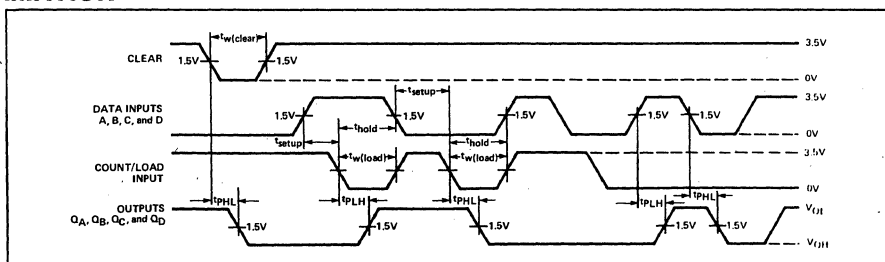 tw(clear)
CLEAR
1.5V
1.5V
3.5V
0V
tsetup
DATA INPUTS
A, B, C, and D
1.5V
1.5V
1.5V
1.5V
1.5V
3.5V
0V
tsetup
thold
thold
COUNT/LOAD
INPUT
tw(load)
tw(load)
3.5V
0V
tPHL
tPLH
tPHL
tPLH
tPHL
OUTPUTS
QA, QB, QC, and QD
1.5V
1.5V
1.5V
1.5V
1.5V
VOH